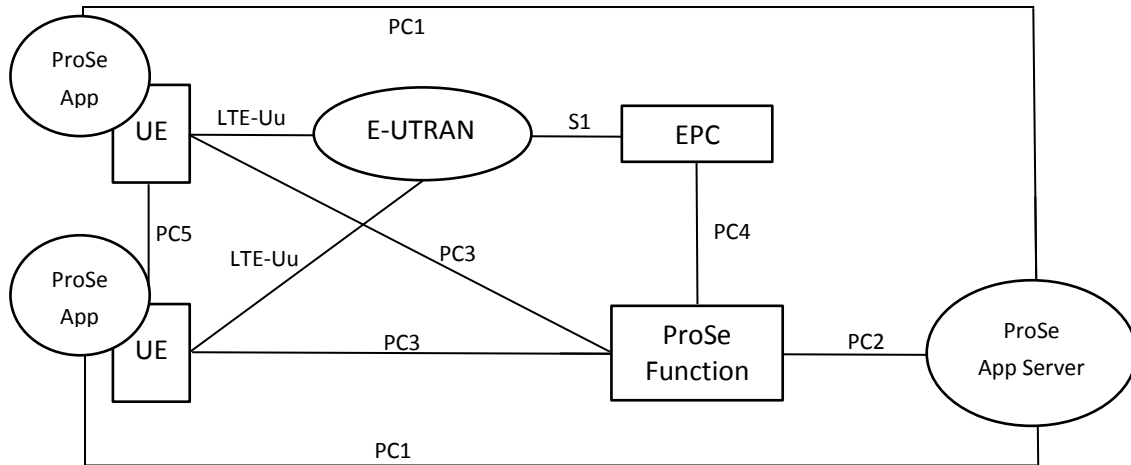 PC1
ProSe
App
UE
LTE-Uu
E-UTRAN
S1
EPC
PC5
LTE-Uu
PC3
PC4
ProSe
App
UE
PC3
ProSe
Function
PC2
ProSe
App Server
PC1